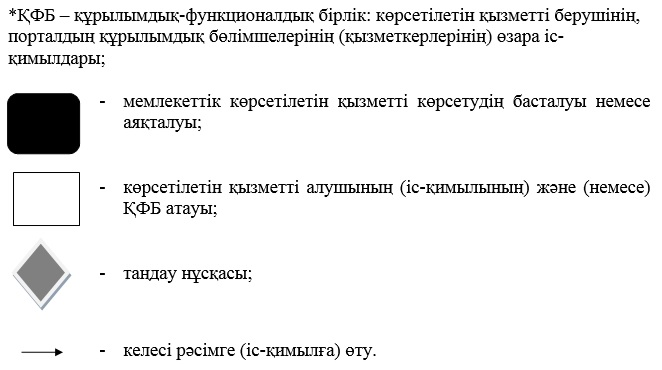 *ҚФБ – құрылымдық-функционалдық бірлік: көрсетілетін қызметті берушінің,
порталдың құрылымдық бөлімшелерінің (қызметкерлерінің) өзара іс-
қимылдары;
- мемлекеттік көрсетілетін қызметті көрсетудің басталуы немесе
аяқталуы;
- көрсетілетін қызметті алушының (іс-қимылының) және (немесе)
ҚФБ атауы;
- таңдау нұсқасы;
- келесі рәсімге (іс-қимылға) өту.